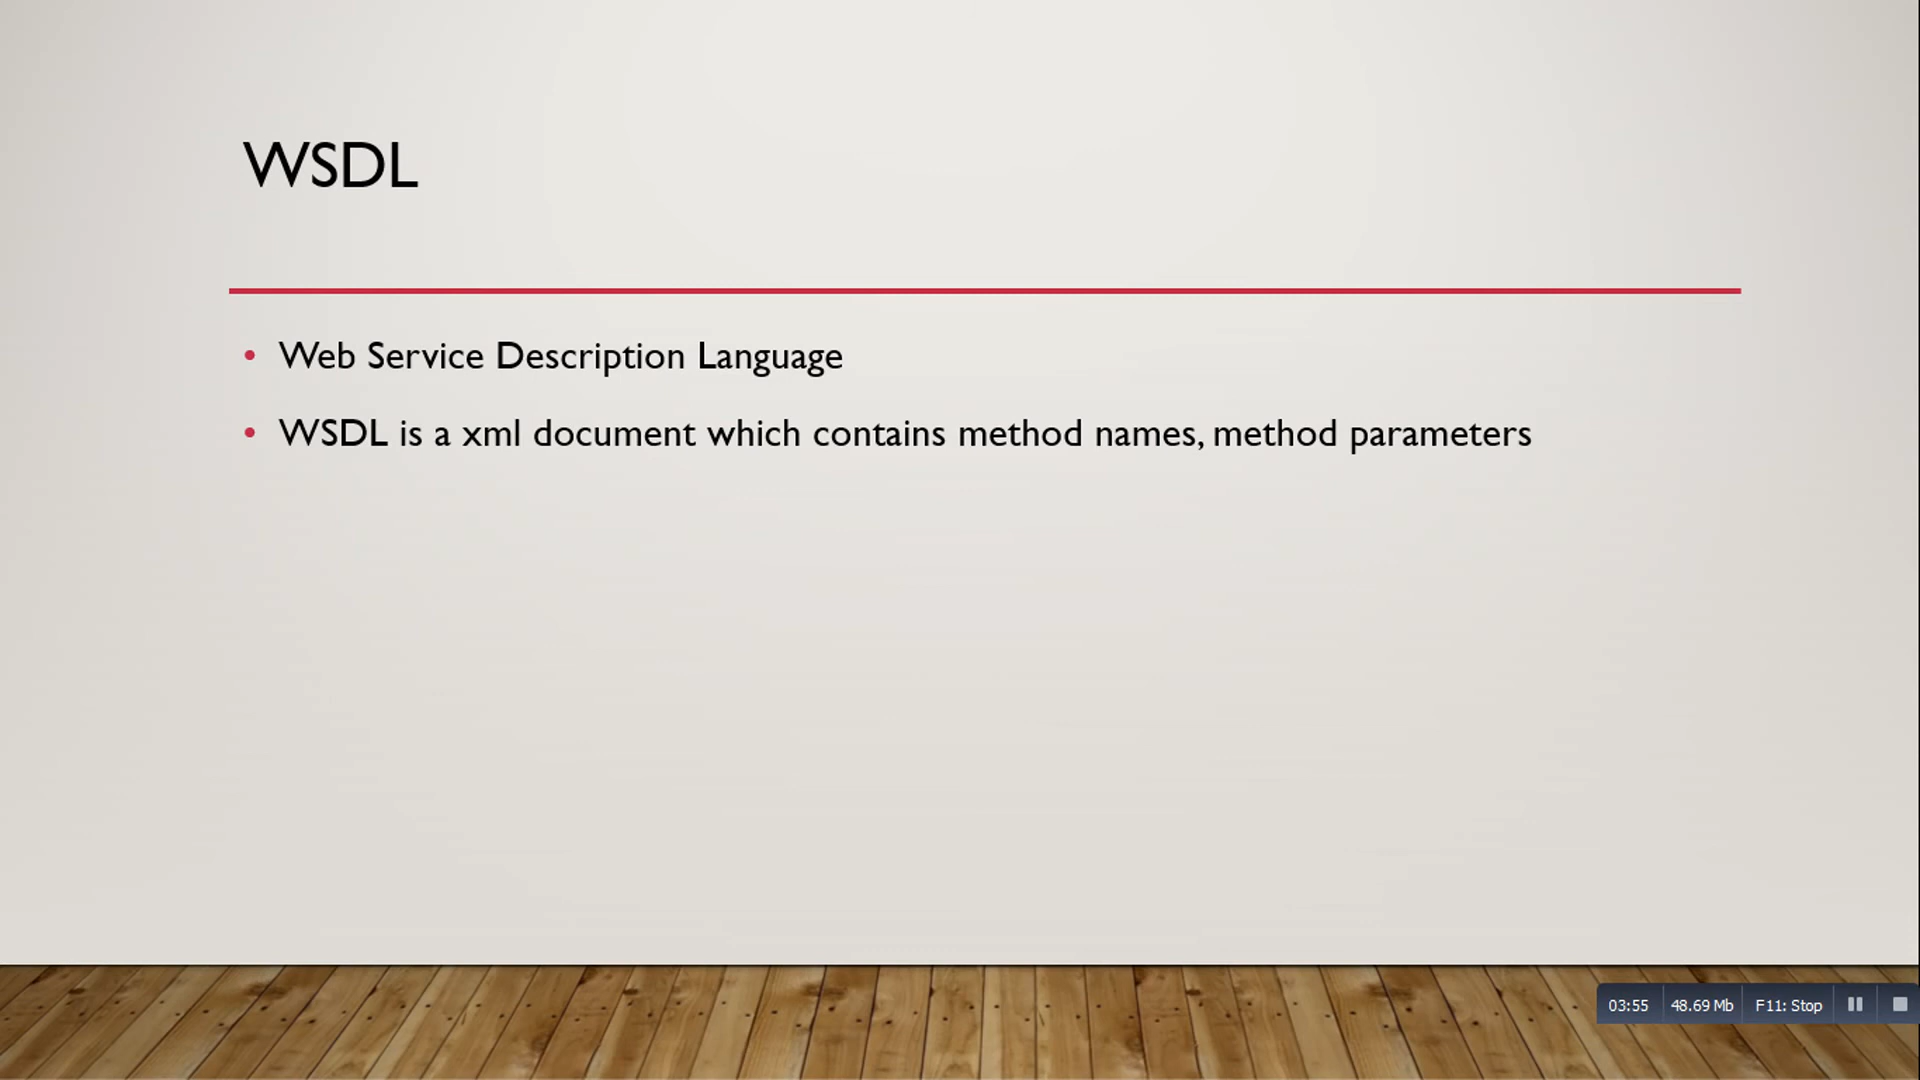 WSDL
• Web Service Description Language
• WSDL is a xml document which contains method names, method parameters
03:55 48.69 Mb F11: Stop